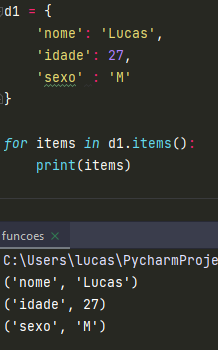 d1 = {
'nome': 'Lucas',
'idade': 27,
'sexo' : 'M'
}
for items in d1.items():
print(items)
funcoes ×
C:\Users\lucas\PycharmProje
('nome', 'Lucas')
('idade', 27)
('sexo', 'M')